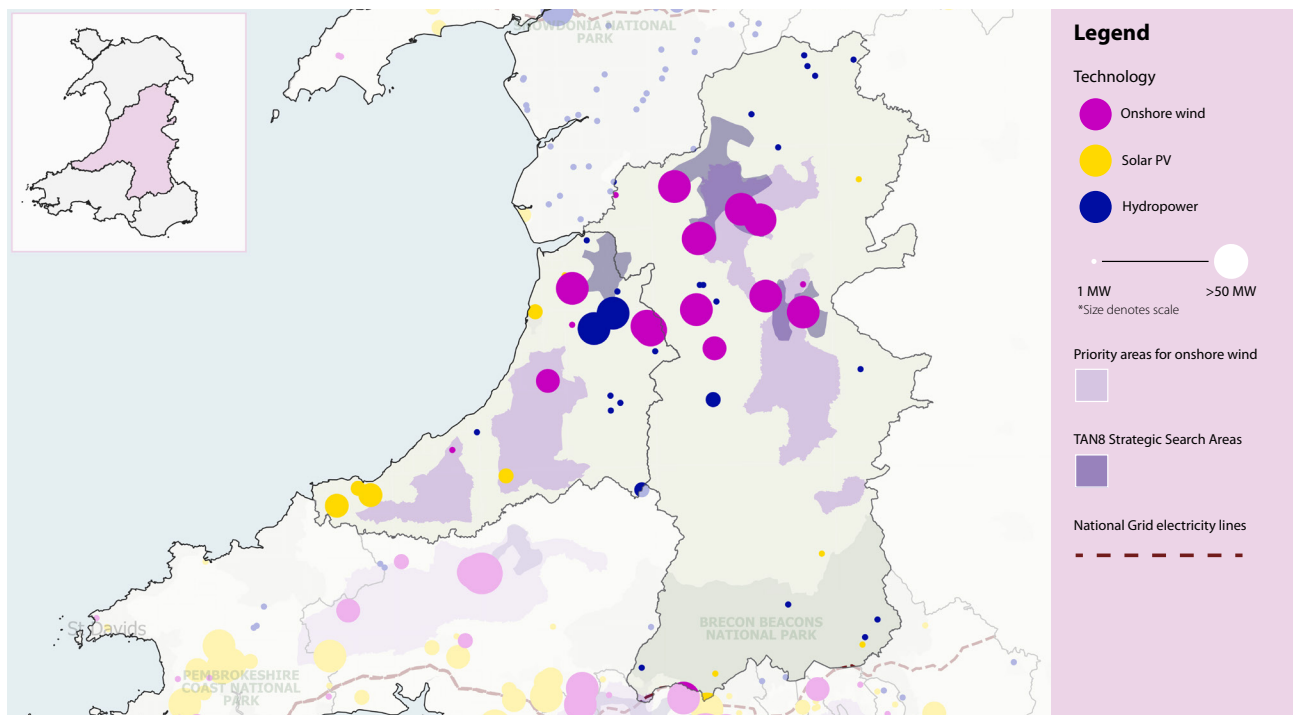 SNOWDONIA NATIONAL
PARK
St Davids
PEMBROKESHIRE
COAST NATIONAL
PARK
BRECON BEACONS
NATIONAL PARK
Legend
Technology
Onshore wind
Solar PV
Hydropower
1 MW
>50 MW
*Size denotes scale
Priority areas for onshore wind
TAN8 Strategic Search Areas
National Grid electricity lines